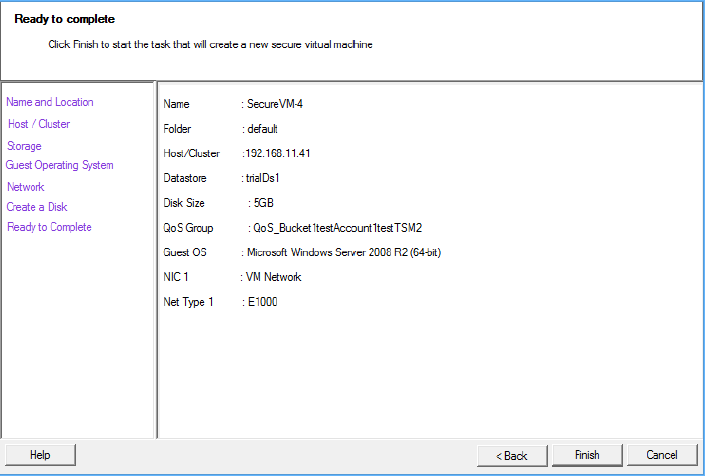 Ready to complete
Click Finish to start the task that will create a new secure virtual machine
Name and Location
Host / Cluster
Storage
Guest Operating System
Network
Create a Disk
Ready to Complete
Name : SecureVM-4
Folder : default
Host/Cluster :192.168.11.41
Datastore : trialDs1
Disk Size : 5GB
QoS Group : QoS_Bucket1testAccount1testTSM2
Guest OS : Microsoft Windows Server 2008 R2 (64-bit)
NIC 1 : VM Network
Net Type 1 : E1000
Help < Back Finish Cancel